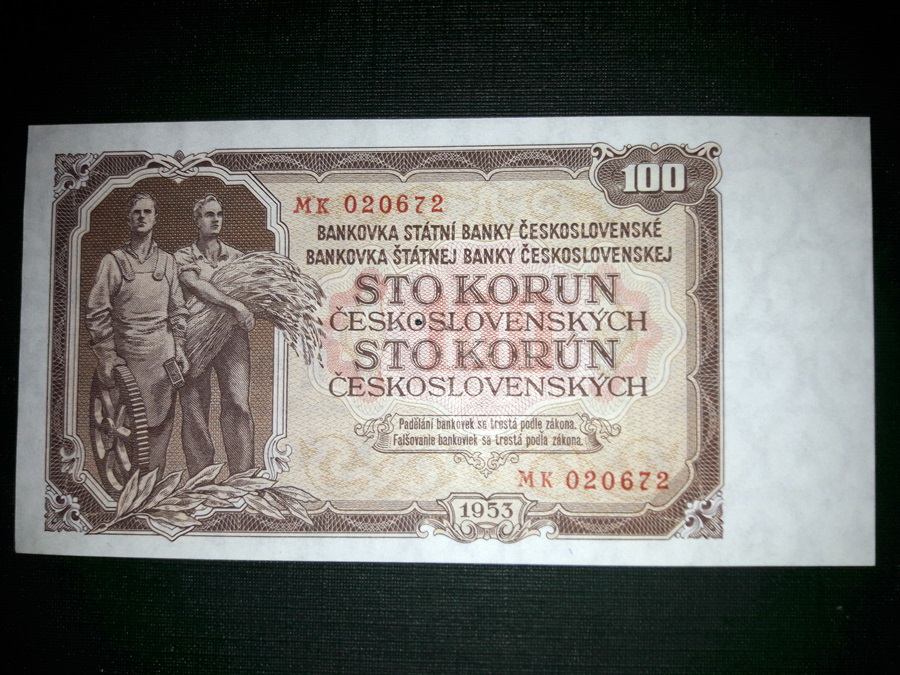 100
MK 020672
BANKOVKA STÁTNÍ BANKY ČESKOSLOVENSKÉ
BANKOVKA ŠTÁTNEJ BANKY ČESKOSLOVENSKEJ
STO KORUN
ČESKOSLOVENSKÝCH
STO KORÚN
ČESKOSLOVENSKÝCH
Padělání bankovek se trestá podle zákona.
Falšovanie bankoviek sa trestá podľa zákona.
MK 020672
1953